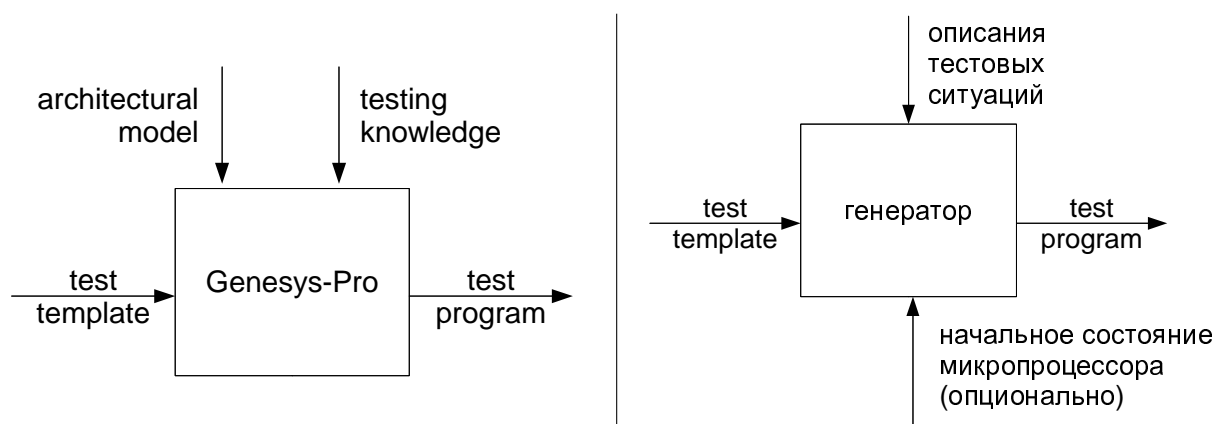 architectural
model
testing
knowledge
test
template
Genesys-Pro
test
program
описания
тестовых
ситуаций
test
template
генератор
test
program
начальное состояние
микропроцессора
(опционально)